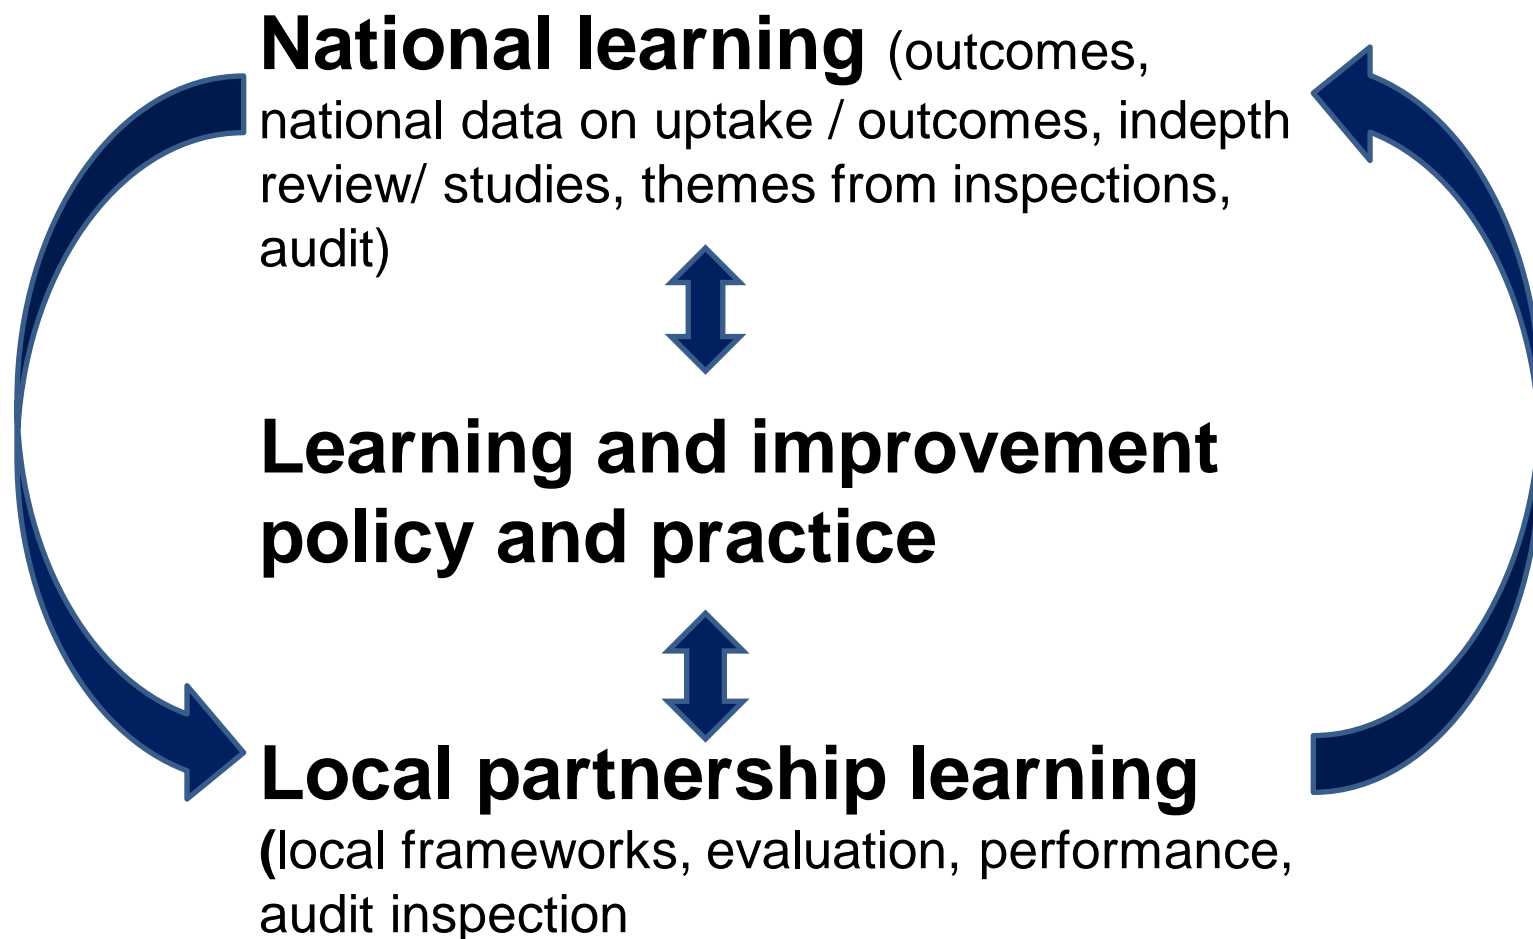 National learning (outcomes,
national data on uptake / outcomes, indepth
review/ studies, themes from inspections,
audit)
Learning and improvement
policy and practice
Local partnership learning
(local frameworks, evaluation, performance,
audit inspection